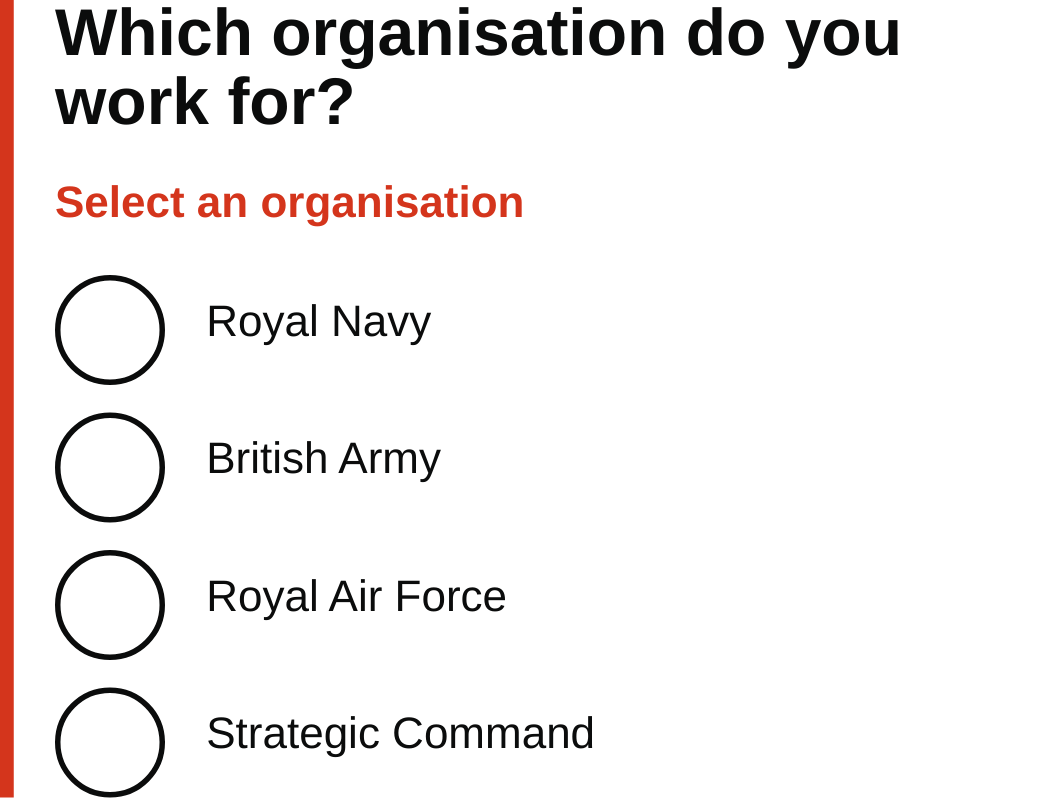 Which organisation do you
work for?
Select an organisation
Royal Navy
British Army
Royal Air Force
Strategic Command